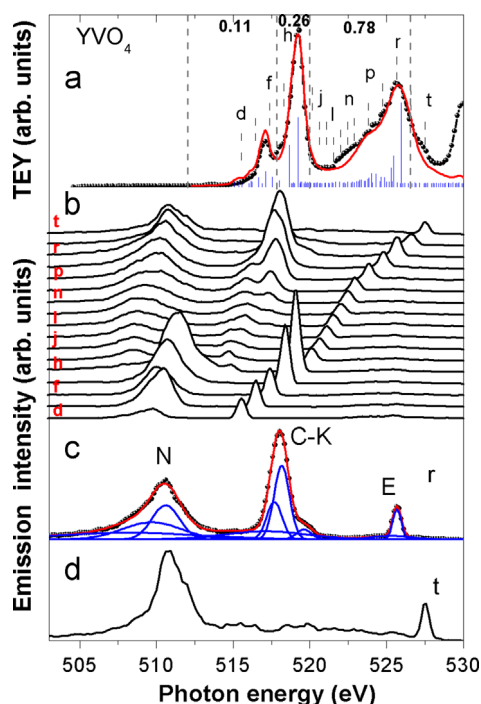 0.11 0.26 0.78
YVO4
a
d f h j l n p r t
TEY (arb. units)
b
t
r
p
n
l
j
h
f
d
Emission intensity (arb. units)
c
N C-K E r
d t
505 510 515 520 525 530
Photon energy (eV)